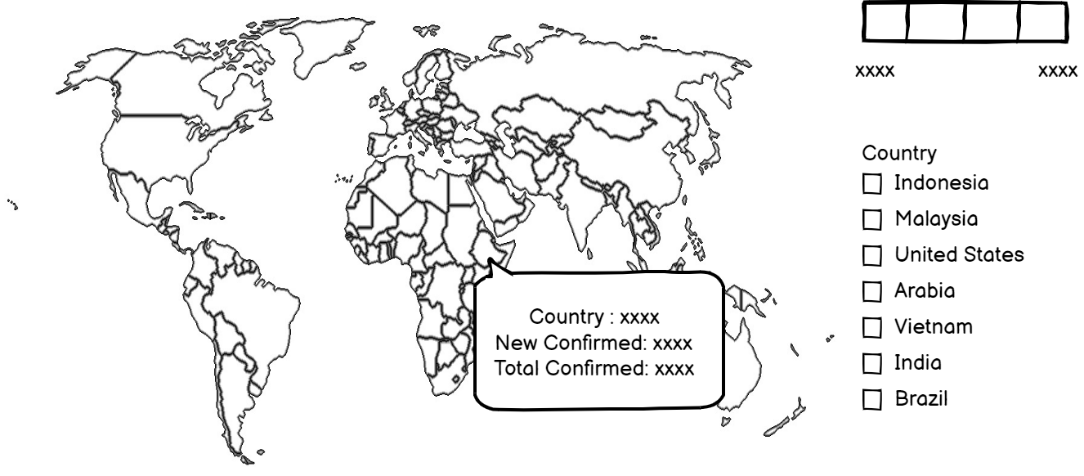 xxxx xxxx
Country
Indonesia
Malaysia
United States
Arabia
Vietnam
India
Brazil
Country : xxxx
New Confirmed: xxxx
Total Confirmed: xxxx